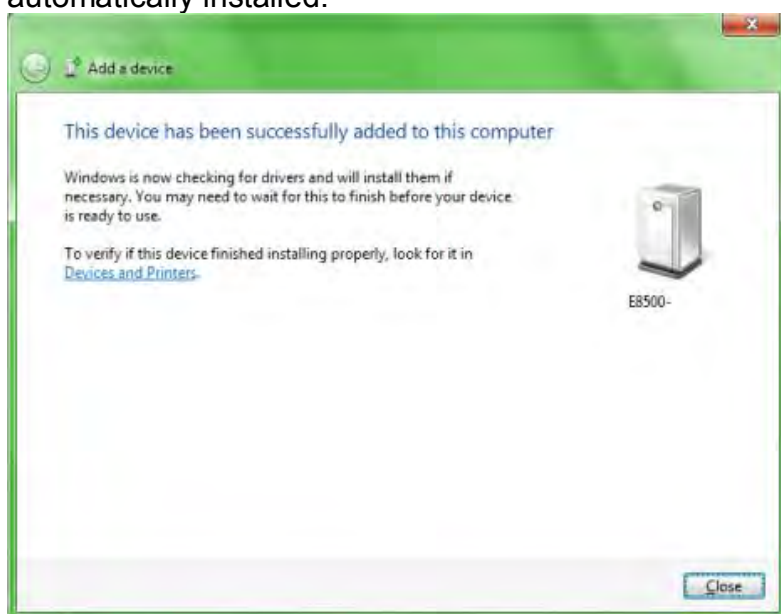 automatically installed.
Add a device
This device has been successfully added to this computer
Windows is now checking for drivers and will install them if
necessary. You may need to wait for this to finish before your device
is ready to use.
To verify if this device finished installing properly, look for it in
Devices and Printers.
E8500-
Close